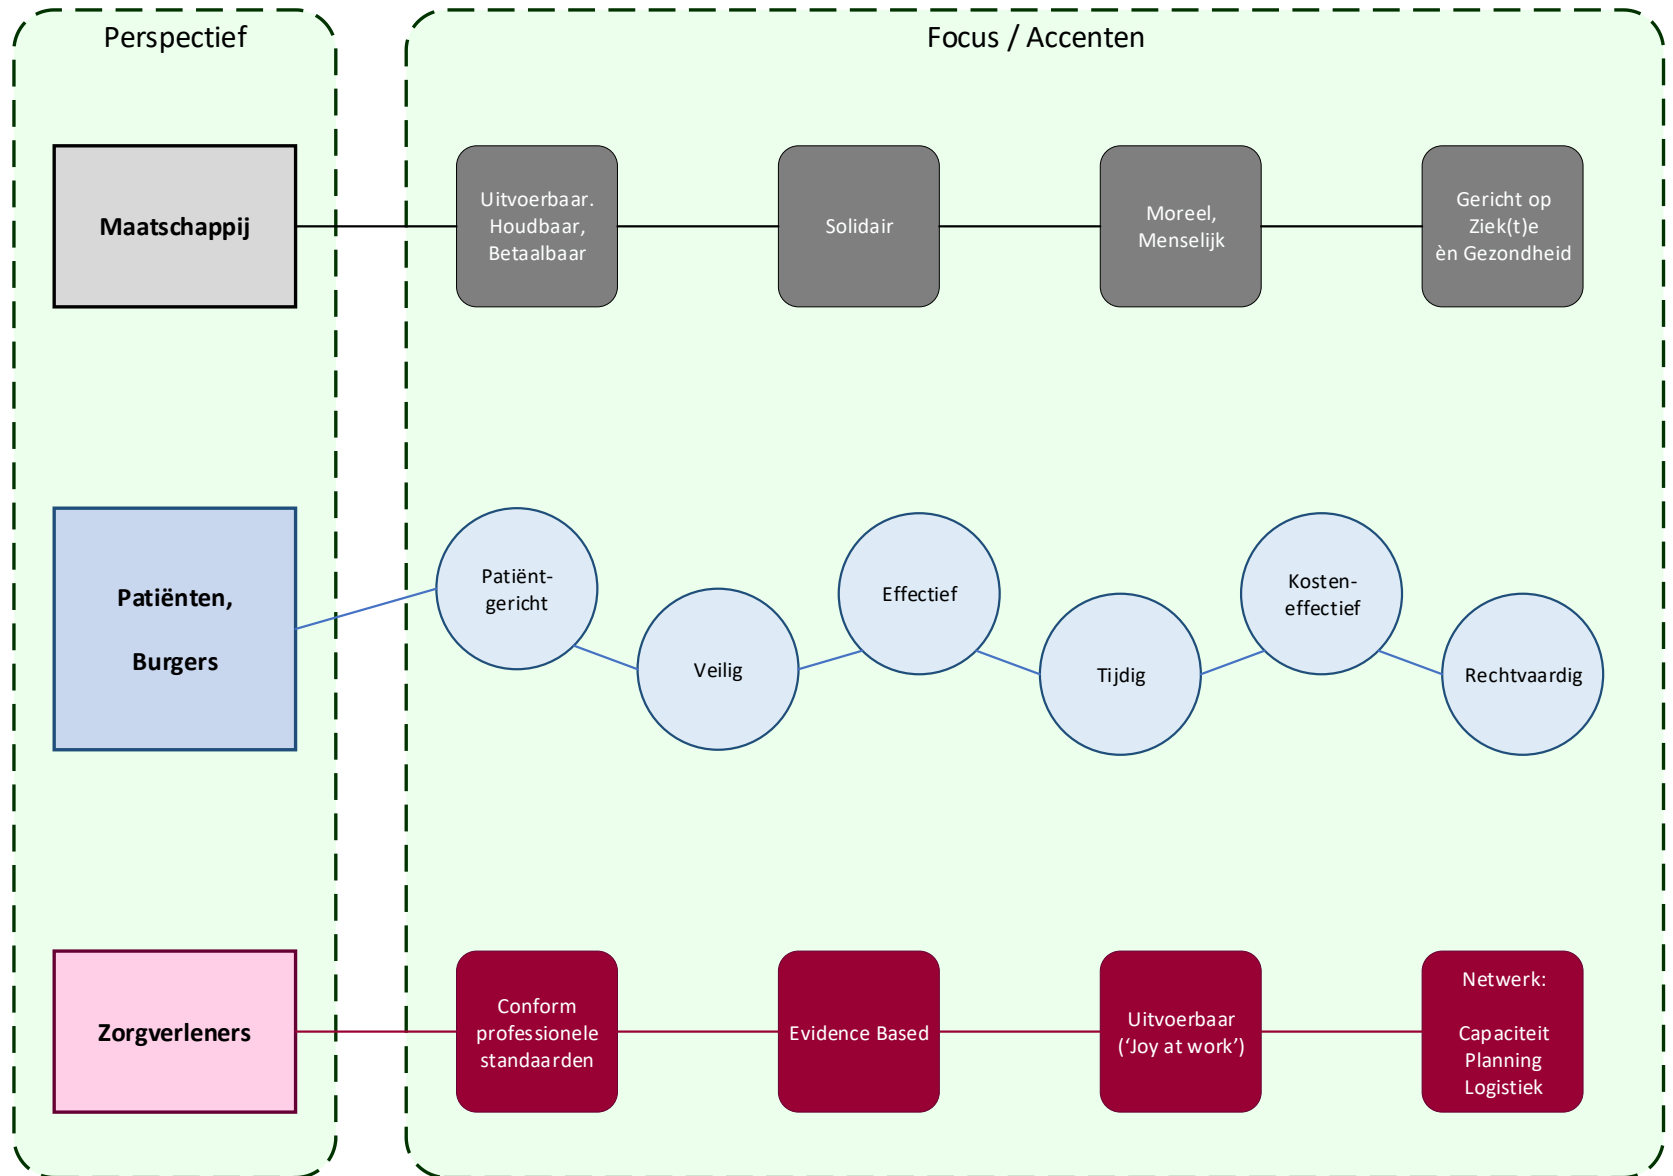 Perspectief
Focus / Accenten
Maatschappij
Uitvoerbaar.
Houdbaar,
Betaalbaar
Solidair
Moreel,
Menselijk
Gericht op
Ziek(t)e
èn Gezondheid
Patiënten,
Burgers
Patiënt-
gericht
Veilig
Effectief
Tijdig
Kosten-
effectief
Rechtvaardig
Zorgverleners
Conform
professionele
standaarden
Evidence Based
Uitvoerbaar
(‘Joy at work’)
Netwerk:
Capaciteit
Planning
Logistiek